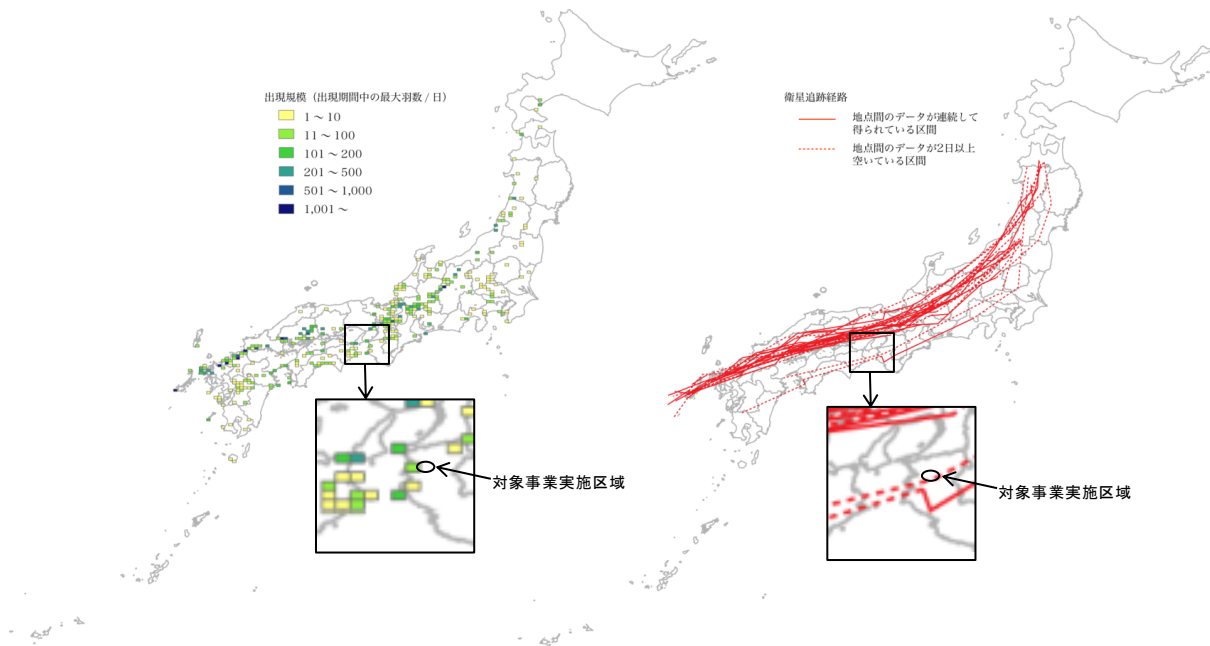 出現規模（出現期間中の最大羽数 / 日）
1～10
11～100
101～200
201～500
501～1,000
1,001～
対象事業実施区域
衛星追跡経路
地点間のデータが連続して
得られている区間
地点間のデータが2日以上
空いている区間
対象事業実施区域